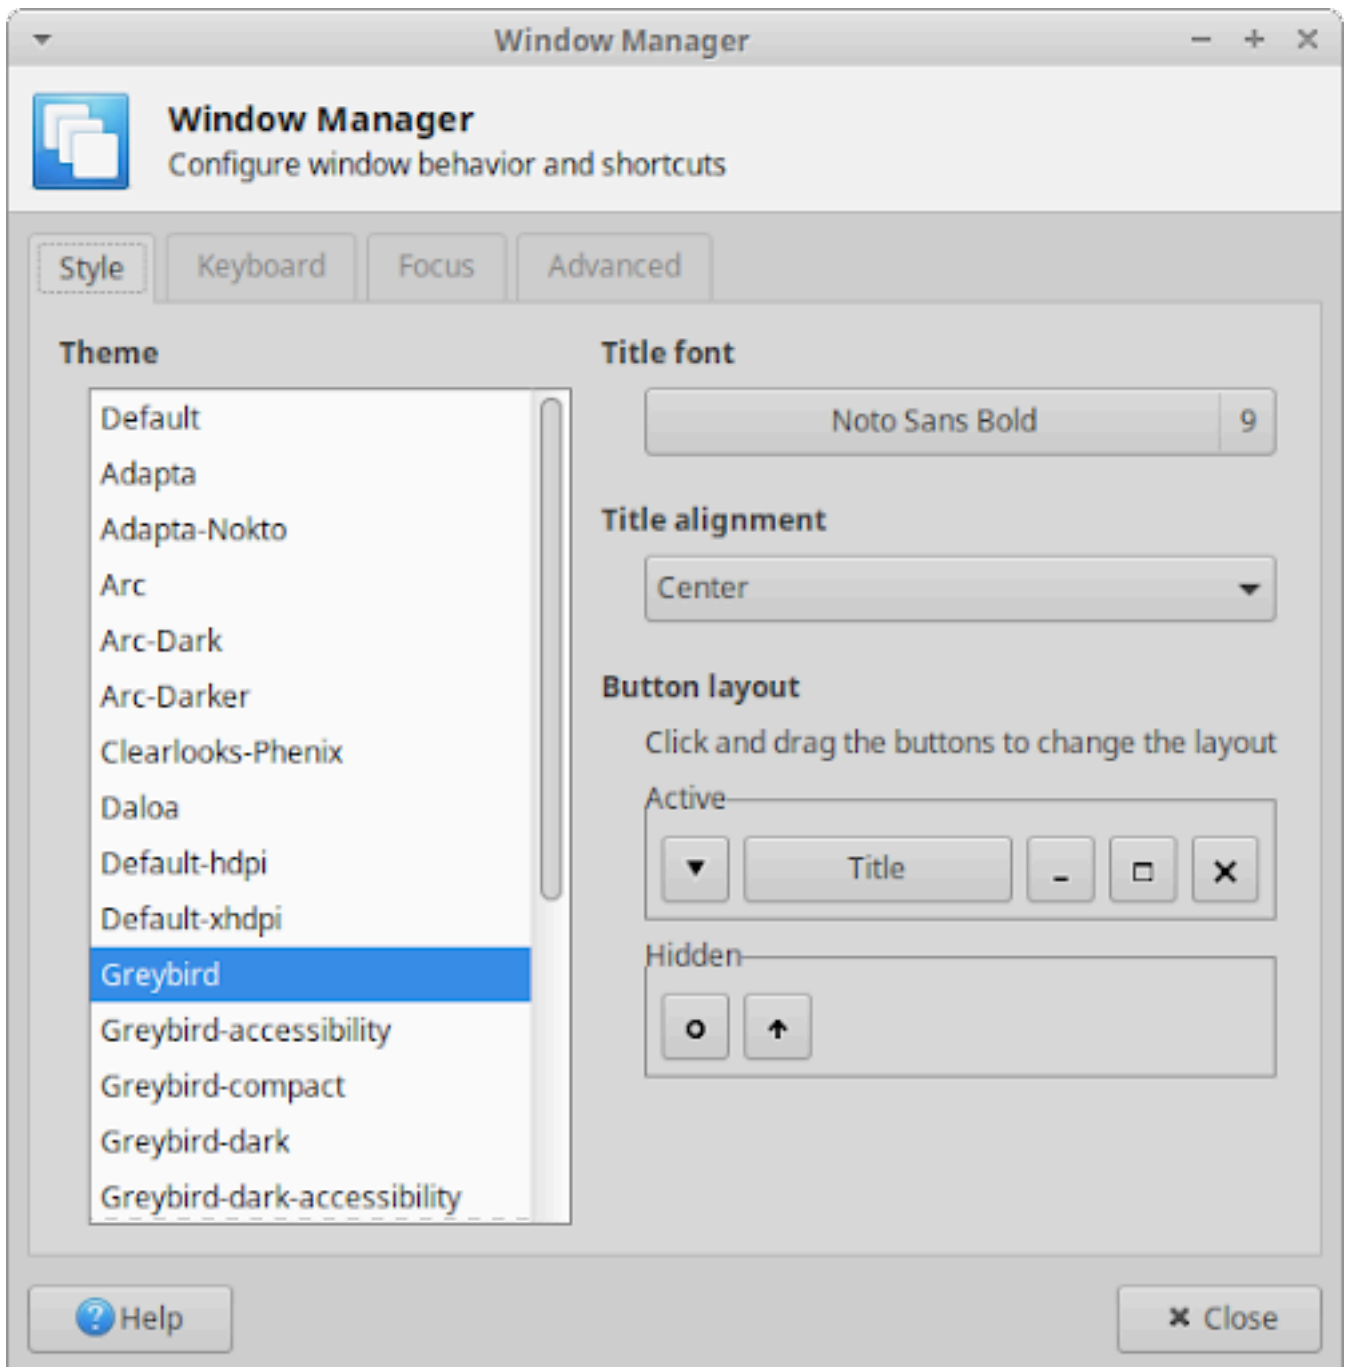 Window Manager
Window Manager
Configure window behavior and shortcuts
Style Keyboard Focus Advanced
Theme
Default
Adapta
Adapta-Nokto
Arc
Arc-Dark
Arc-Darker
Clearlooks-Phenix
Daloa
Default-hdpi
Default-xhdpi
Greybird
Greybird-accessibility
Greybird-compact
Greybird-dark
Greybird-dark-accessibility
Title font
Noto Sans Bold 9
Title alignment
Center
Button layout
Click and drag the buttons to change the layout
Active
Title
Hidden
Help
Close